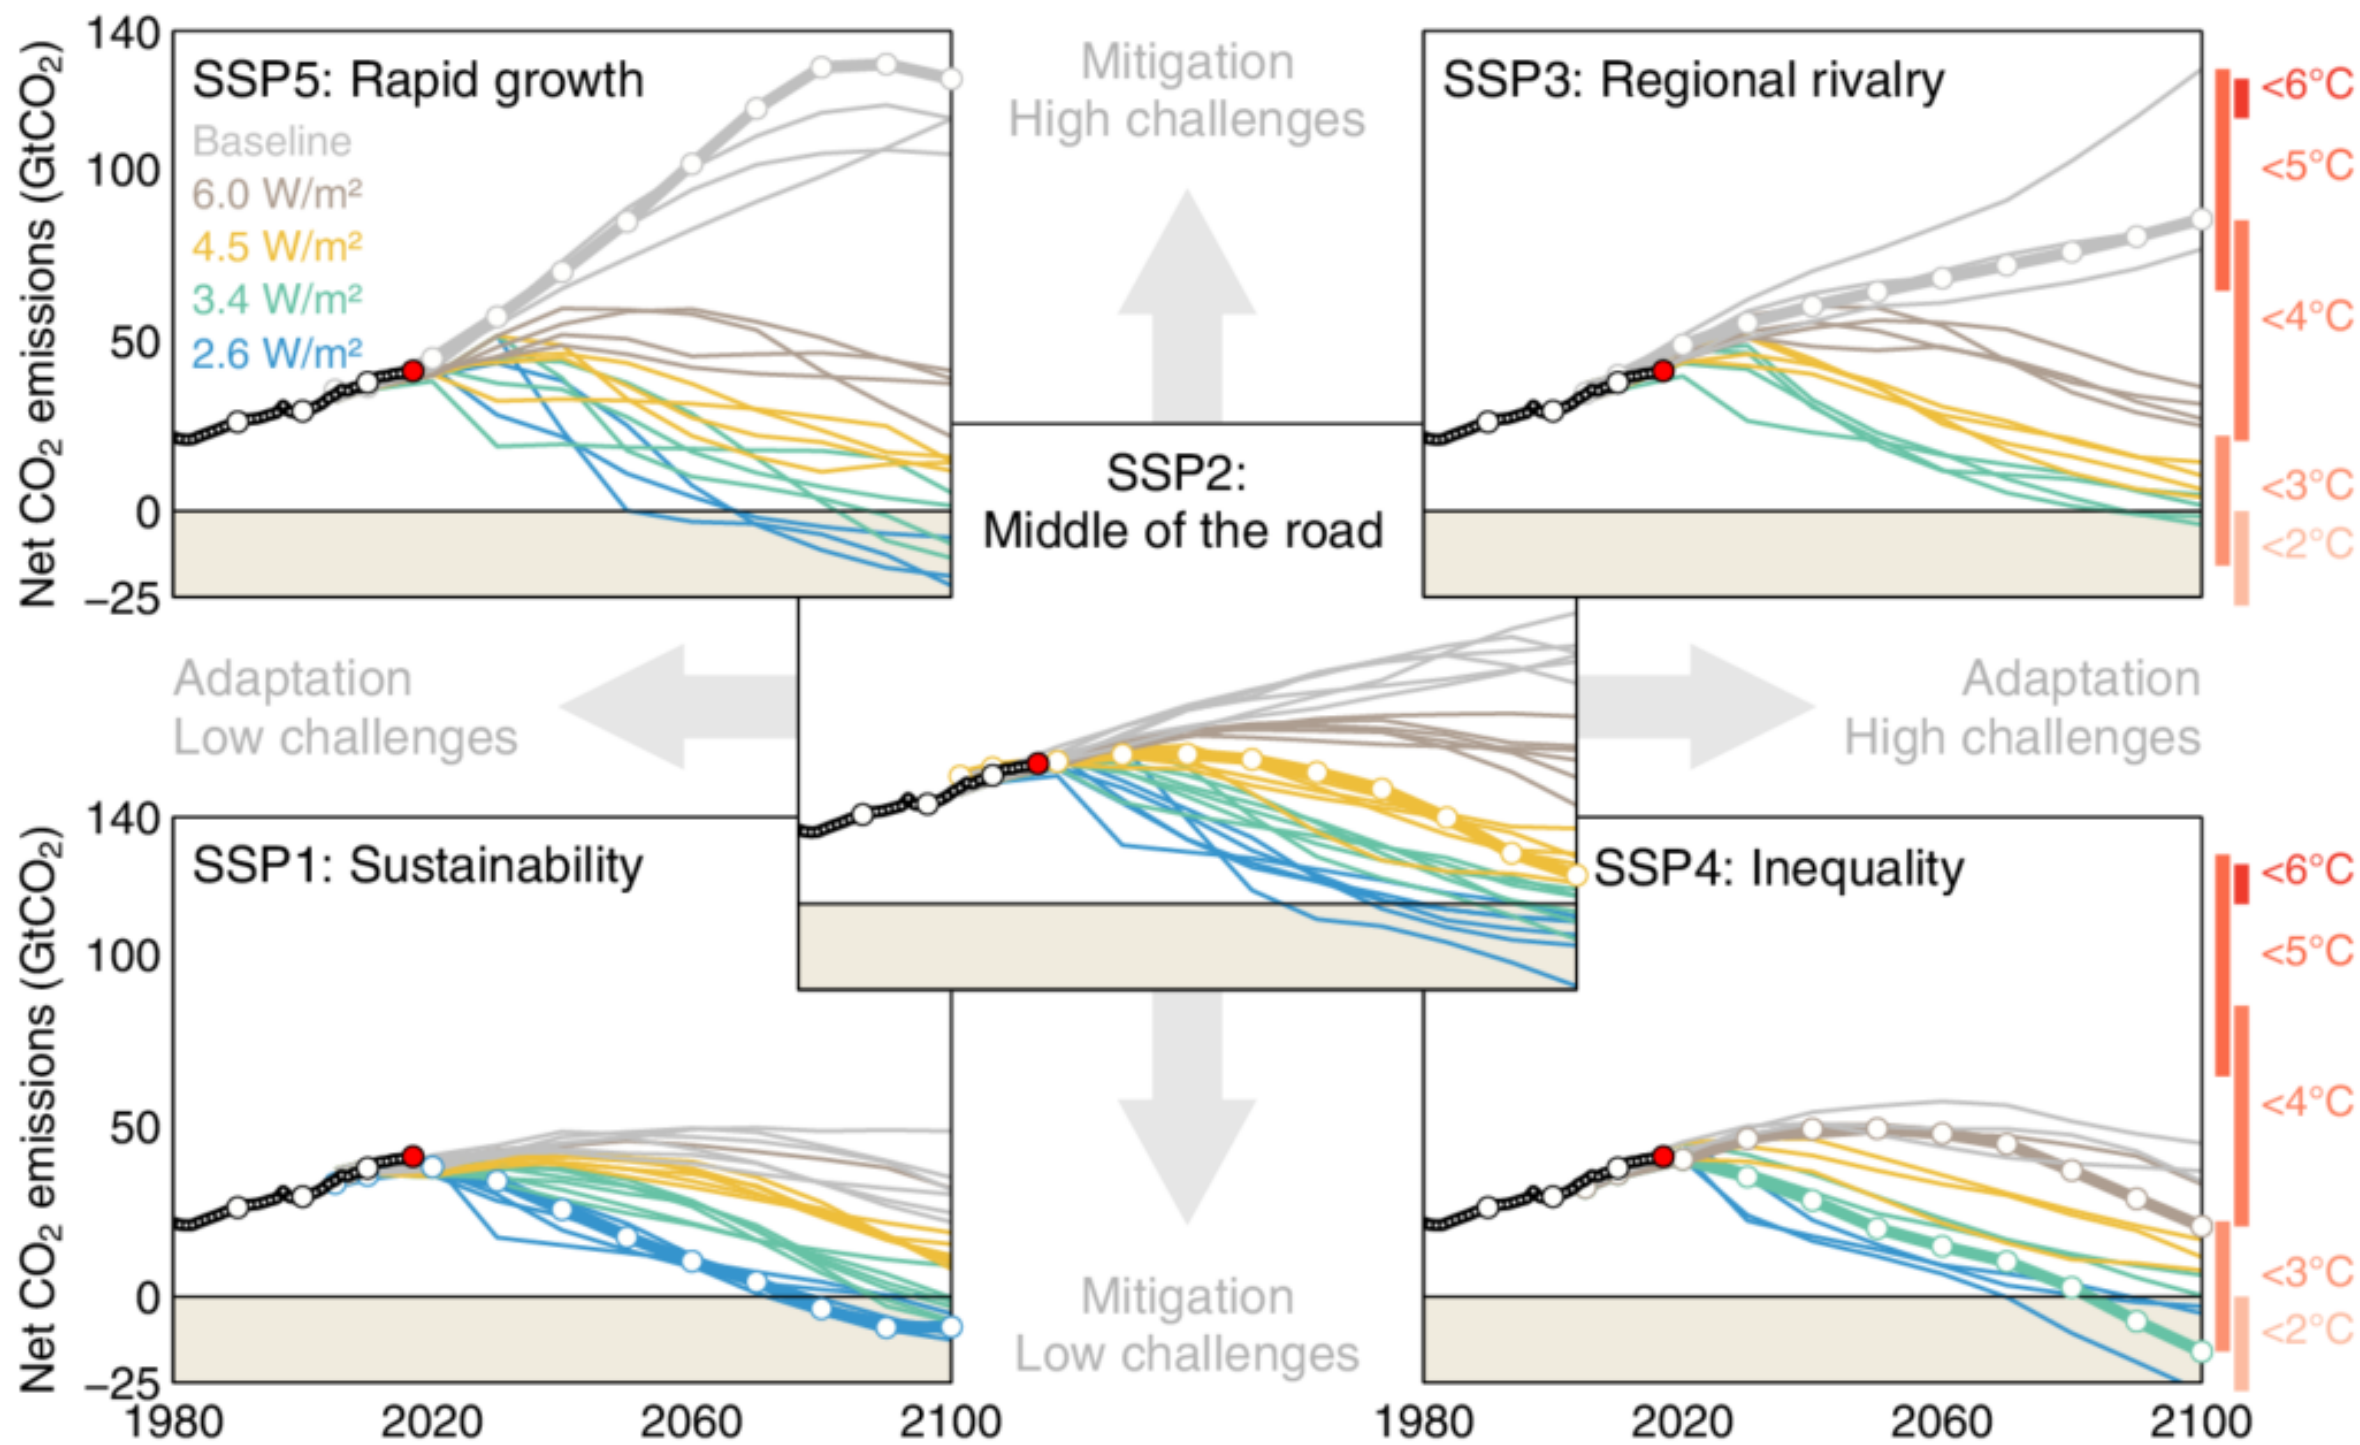 140
100
50
0
−25
Net CO₂ emissions (GtCO₂)
SSP5: Rapid growth
Baseline
6.0 W/m²
4.5 W/m²
3.4 W/m²
2.6 W/m²
Mitigation
High challenges
SSP3: Regional rivalry
<6°C
<5°C
<4°C
<3°C
<2°C
SSP2:
Middle of the road
Adaptation
Low challenges
Adaptation
High challenges
140
100
50
0
−25
Net CO₂ emissions (GtCO₂)
SSP1: Sustainability
SSP4: Inequality
<6°C
<5°C
<4°C
<3°C
<2°C
Mitigation
Low challenges
1980 2020 2060 2100
1980 2020 2060 2100